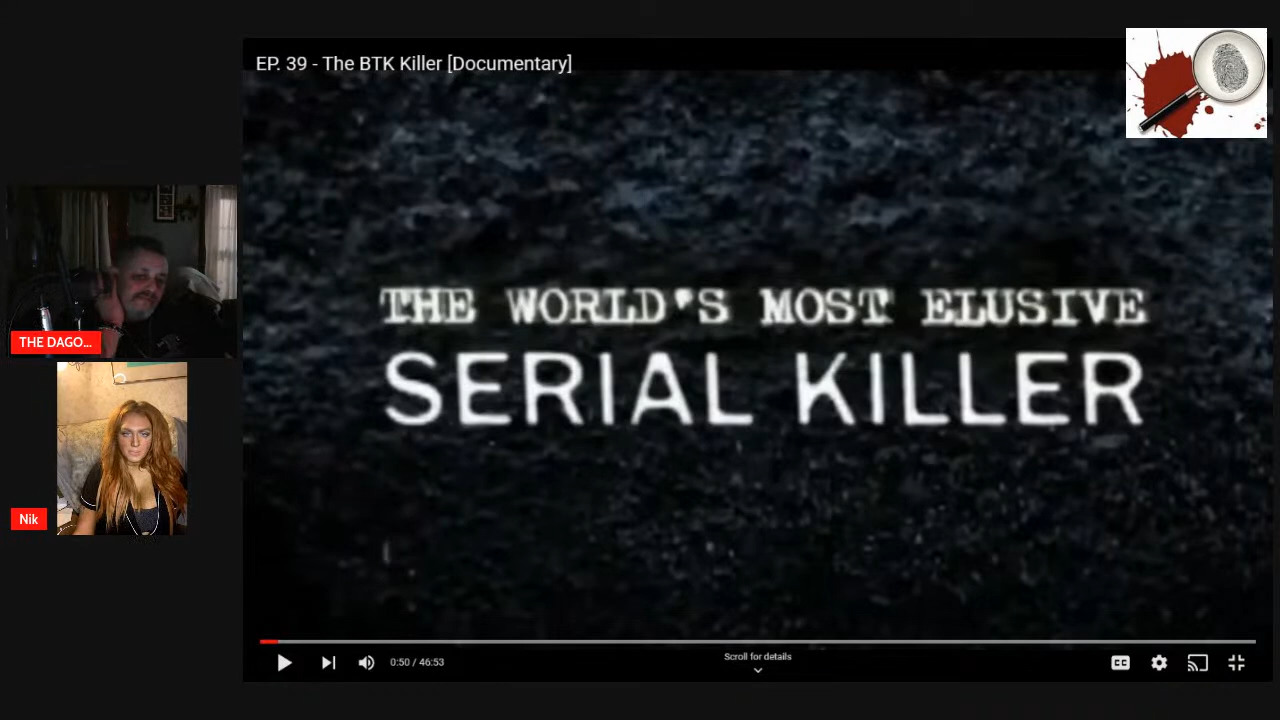 EP. 39 - The BTK Killer [Documentary]
THE WORLD'S MOST ELUSIVE
SERIAL KILLER
THE DAGO...
Nik
0:50 / 46:53
Scroll for details
CC